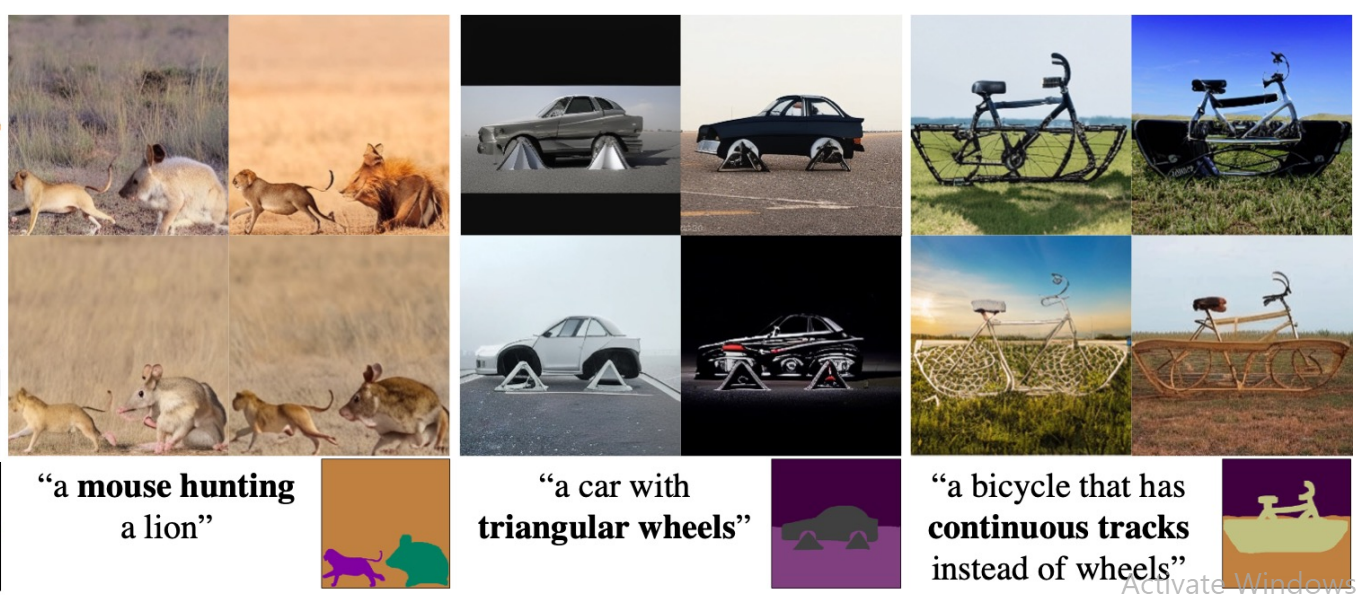 “a mouse hunting
a lion”
“a car with
triangular wheels”
“a bicycle that has
continuous tracks
instead of wheels”
Activate Windows